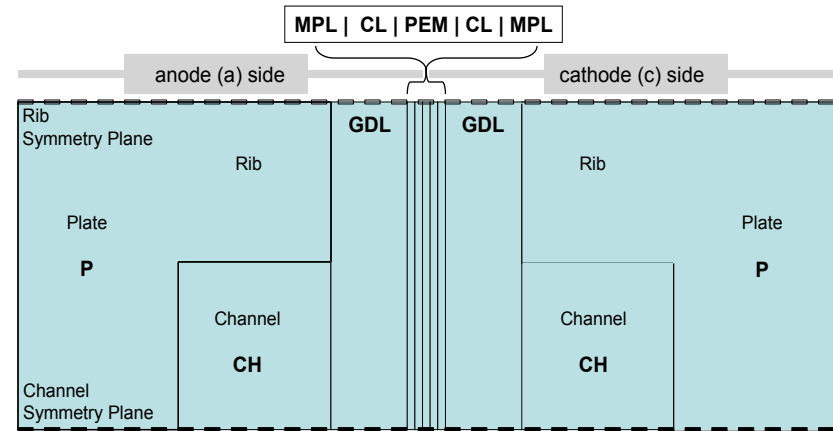 MPL | CL | PEM | CL | MPL
anode (a) side
cathode (c) side
Rib
Symmetry Plane
GDL
GDL
Rib
Rib
Plate
Plate
P
P
Channel
Channel
CH
CH
Channel
Symmetry Plane